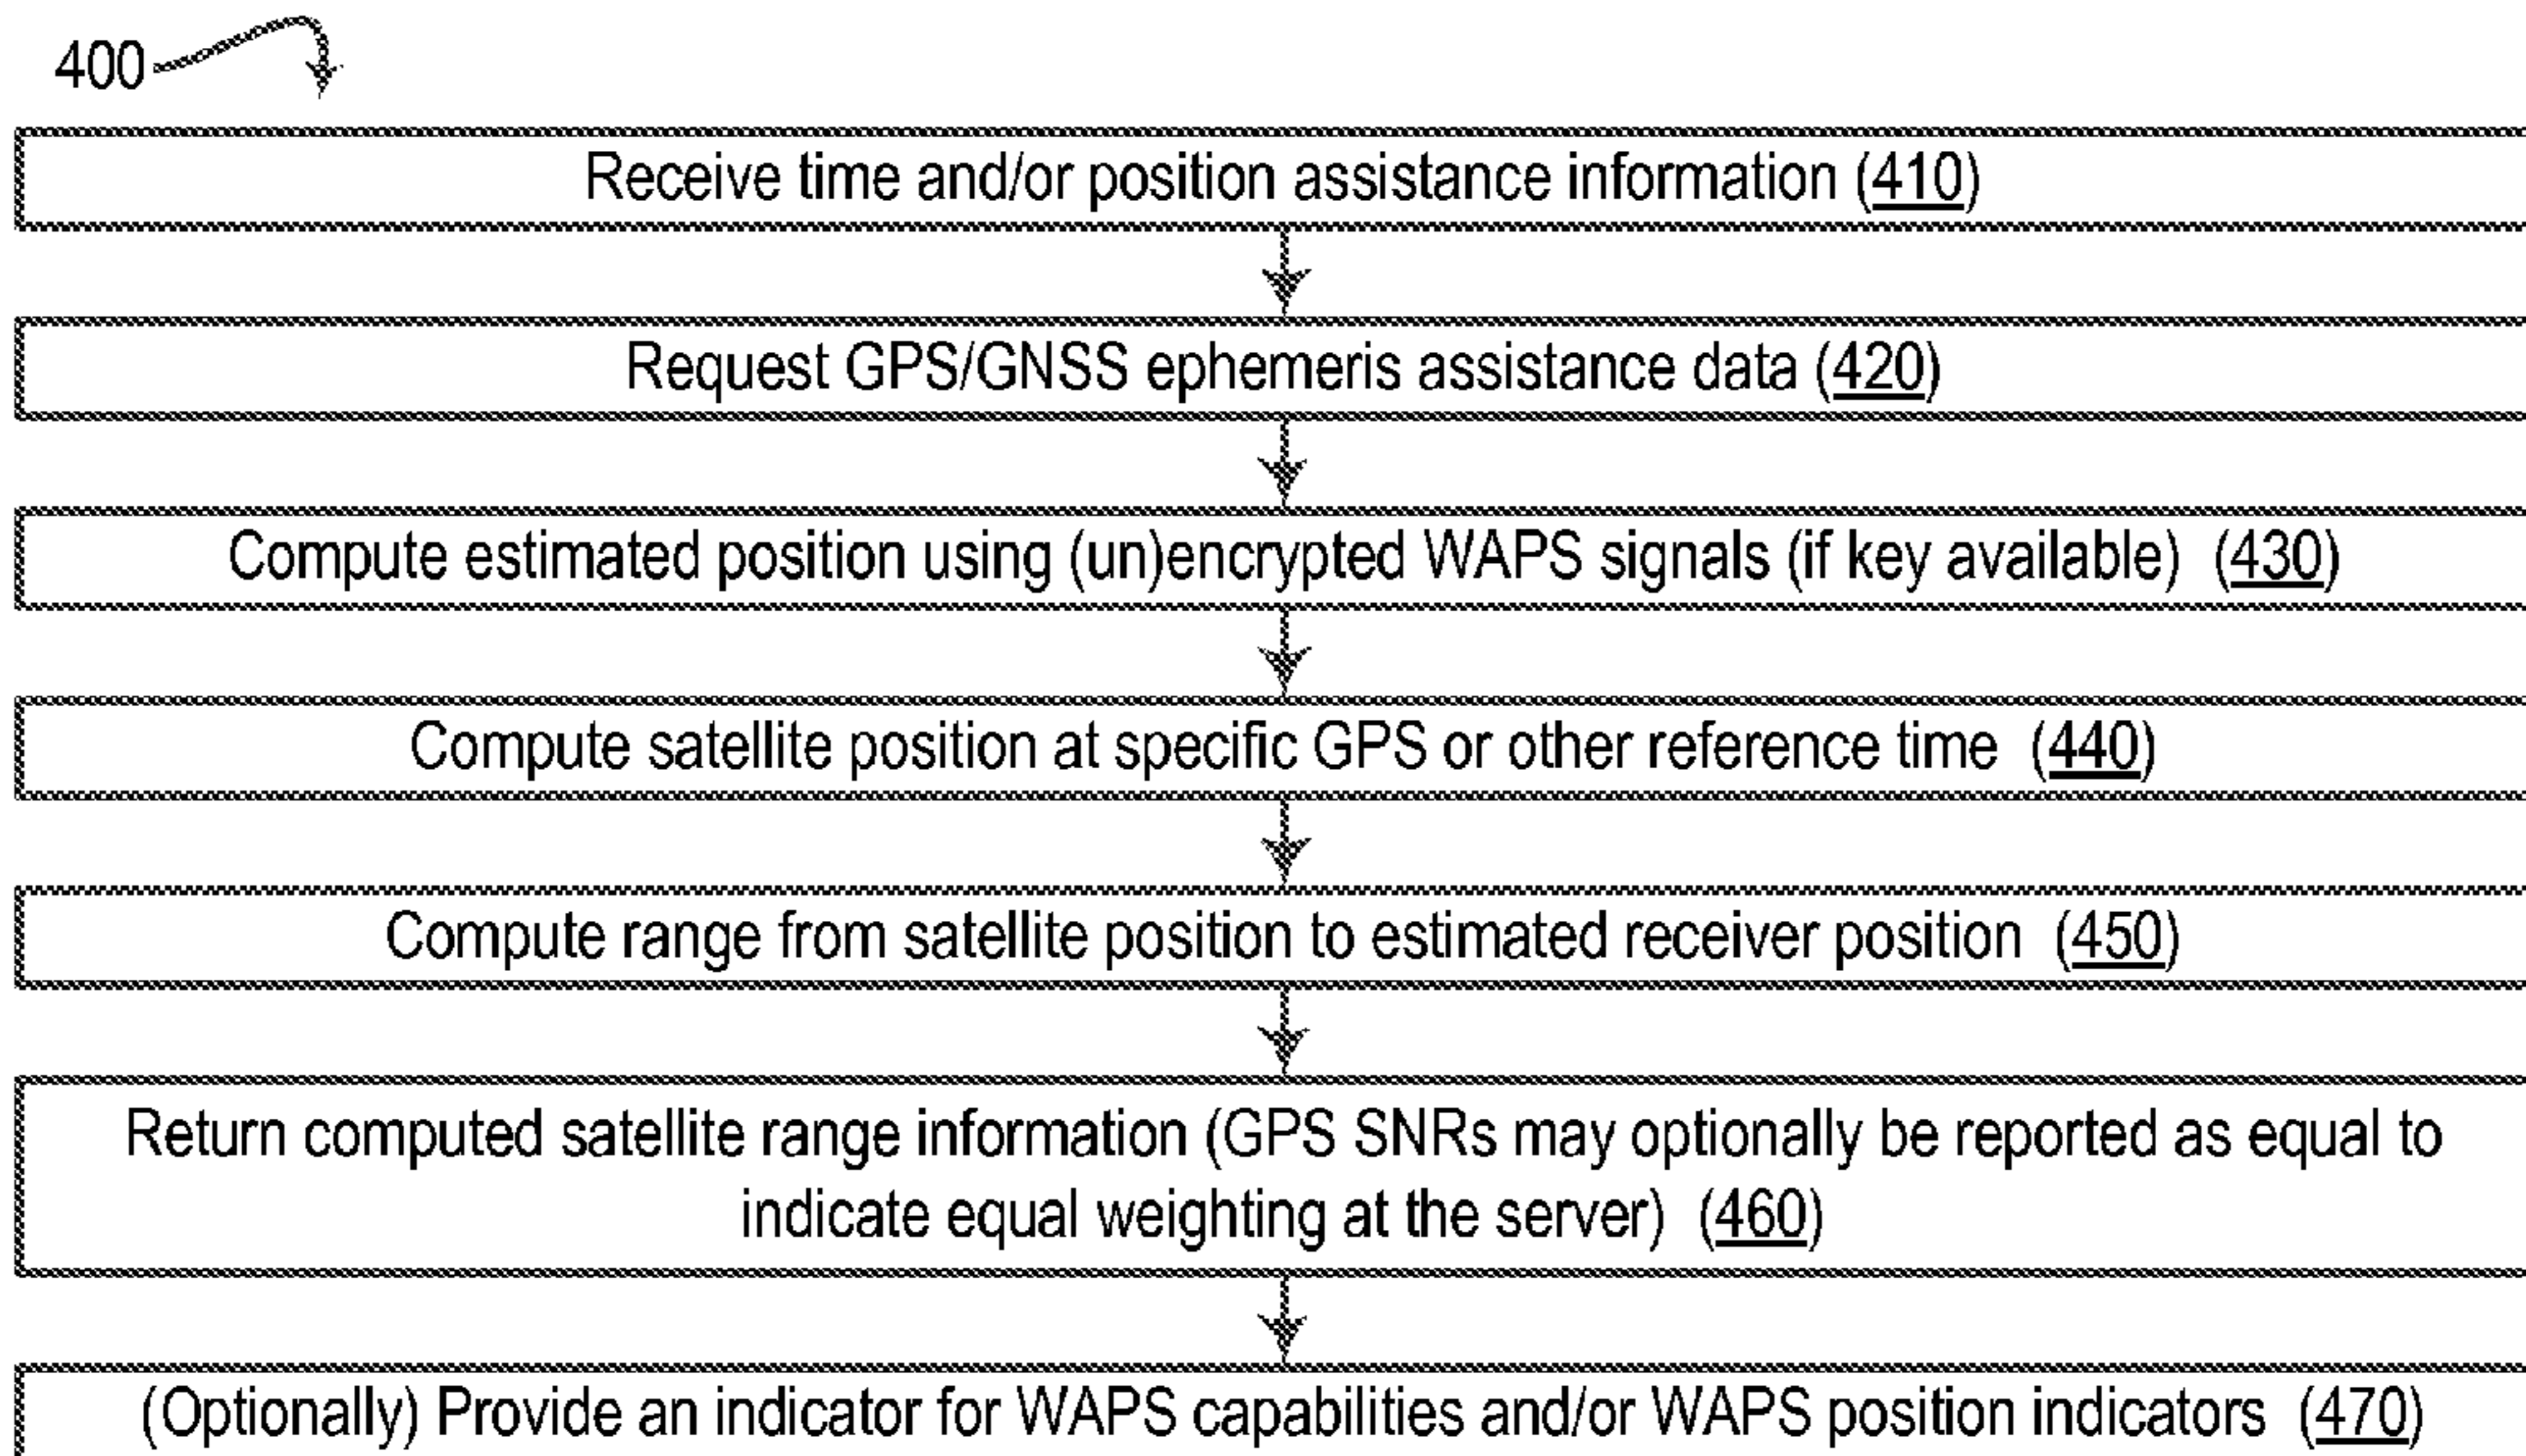 400
Receive time and/or position assistance information (410)
Request GPS/GNSS ephemeris assistance data (420)
Compute estimated position using (un)encrypted WAPS signals (if key available) (430)
Compute satellite position at specific GPS or other reference time (440)
Compute range from satellite position to estimated receiver position (450)
Return computed satellite range information (GPS SNRs may optionally be reported as equal to
indicate equal weighting at the server) (460)
(Optionally) Provide an indicator for WAPS capabilities and/or WAPS position indicators (470)